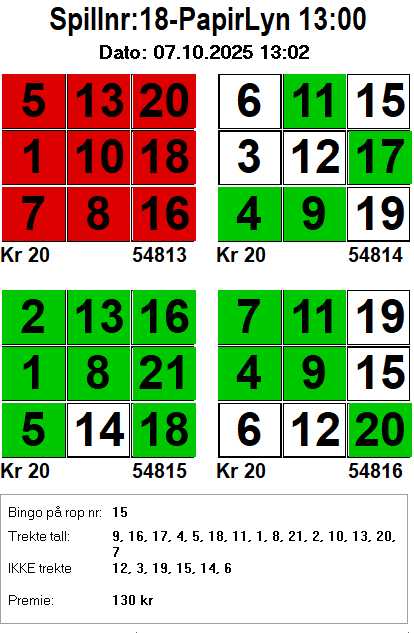 Spillnr:18-PapirLyn 13:00
Dato: 07.10.2025 13:02
5 13 20
1 10 18
7 8 16
Kr 20 54813
6 11 15
3 12 17
4 9 19
Kr 20 54814
2 13 16
1 8 21
5 14 18
Kr 20 54815
7 11 19
4 9 15
6 12 20
Kr 20 54816
Bingo på rop nr: 15
Trekte tall: 9, 16, 17, 4, 5, 18, 11, 1, 8, 21, 2, 10, 13, 20,
7
IKKE trekte 12, 3, 19, 15, 14, 6
Premie: 130 kr